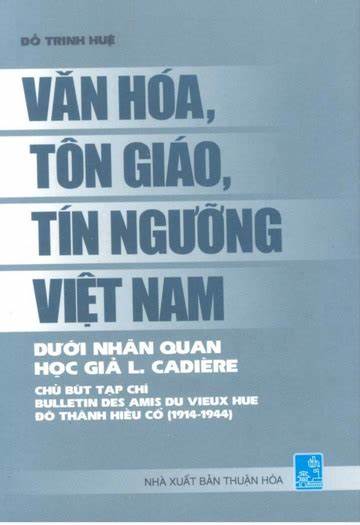 ĐỖ TRINH HUỆ
VĂN HÓA,
TÔN GIÁO,
TÍN NGƯỠNG
VIỆT NAM
DƯỚI NHÃN QUAN
HỌC GIẢ L. CADIÈRE
CHỦ BÚT TẠP CHÍ
BULLETIN DES AMIS DU VIEUX HUE
ĐÔ THÀNH HIẾU CỔ (1914-1944)
NHÀ XUẤT BẢN THUẬN HÓA